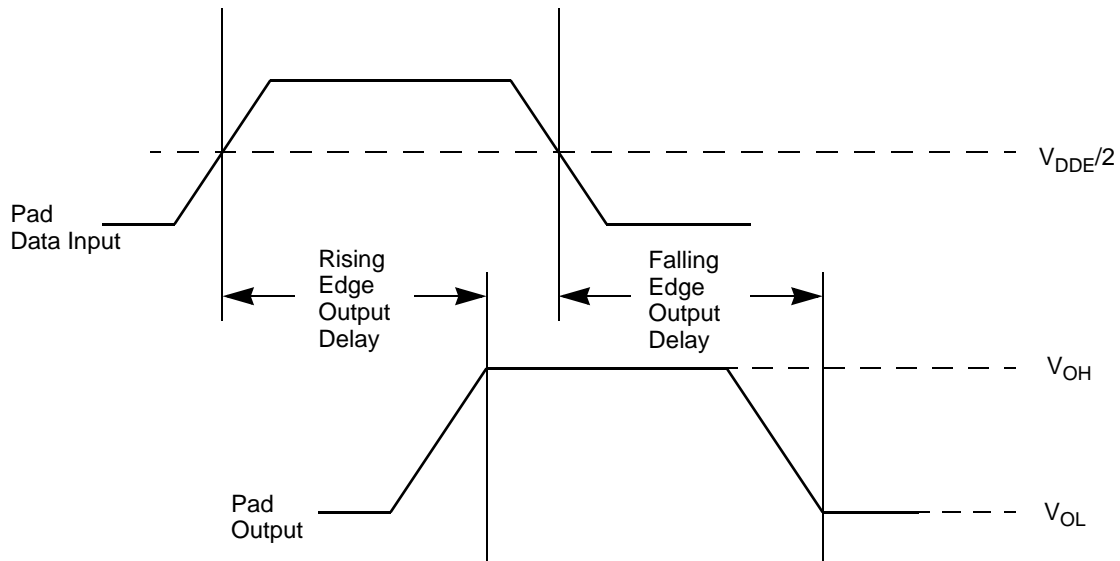 V_DDE/2
Pad
Data Input
Rising
Edge
Output
Delay
Falling
Edge
Output
Delay
V_OH
Pad
Output
V_OL